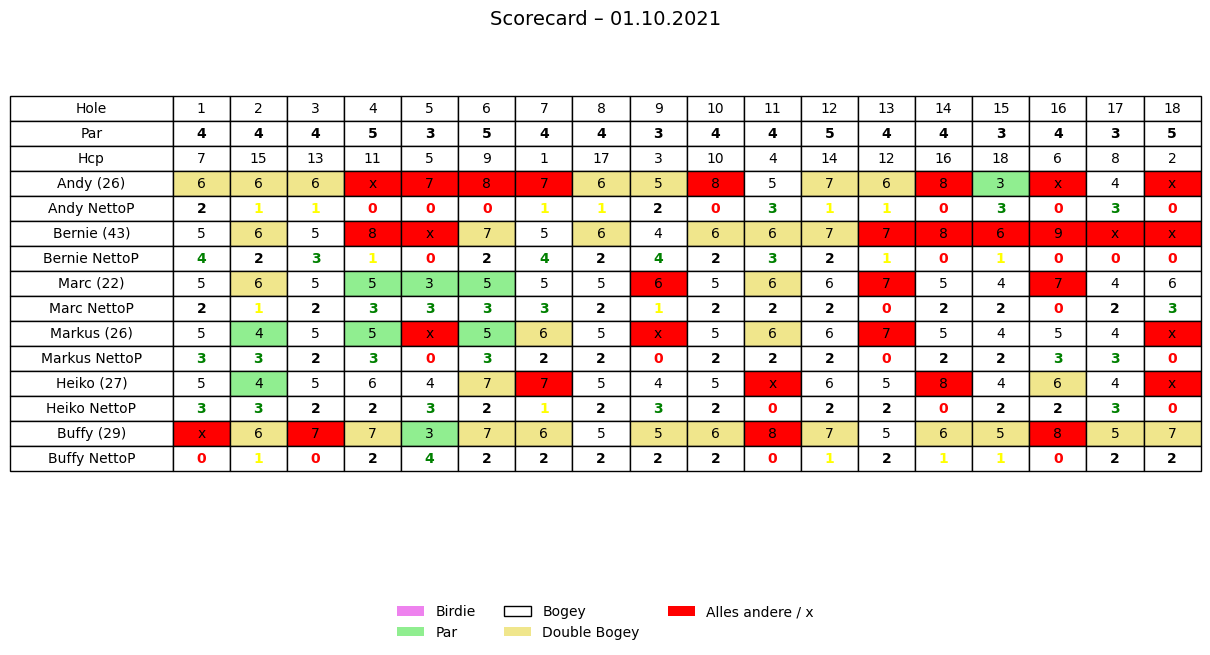 Scorecard – 01.10.2021
Hole 1 2 3 4 5 6 7 8 9 10 11 12 13 14 15 16 17 18
Par 4 4 4 5 3 5 4 4 3 4 4 5 4 4 3 4 3 5
Hcp 7 15 13 11 5 9 1 17 3 10 4 14 12 16 18 6 8 2
Andy (26) 6 6 6 x 7 8 7 6 5 8 5 7 6 8 3 x 4 x
Andy NettoP 2 1 1 0 0 0 1 1 2 0 3 1 1 0 3 0 3 0
Bernie (43) 5 6 5 8 x 7 5 6 4 6 6 7 7 8 6 9 x x
Bernie NettoP 4 2 3 1 0 2 4 2 4 2 3 2 1 0 1 0 0 0
Marc (22) 5 6 5 5 3 5 5 5 6 5 6 6 7 5 4 7 4 6
Marc NettoP 2 1 2 3 3 3 3 2 1 2 2 2 0 2 2 0 2 3
Markus (26) 5 4 5 5 x 5 6 5 x 5 6 6 7 5 4 5 4 x
Markus NettoP 3 3 2 3 0 3 2 2 0 2 2 2 0 2 2 3 3 0
Heiko (27) 5 4 5 6 4 7 7 5 4 5 x 6 5 8 4 6 4 x
Heiko NettoP 3 3 2 2 3 2 1 2 3 2 0 2 2 0 2 2 3 0
Buffy (29) x 6 7 7 3 7 6 5 5 6 8 7 5 6 5 8 5 7
Buffy NettoP 0 1 0 2 4 2 2 2 2 2 0 1 2 1 1 0 2 2
Birdie Bogey Alles andere / x
Par Double Bogey